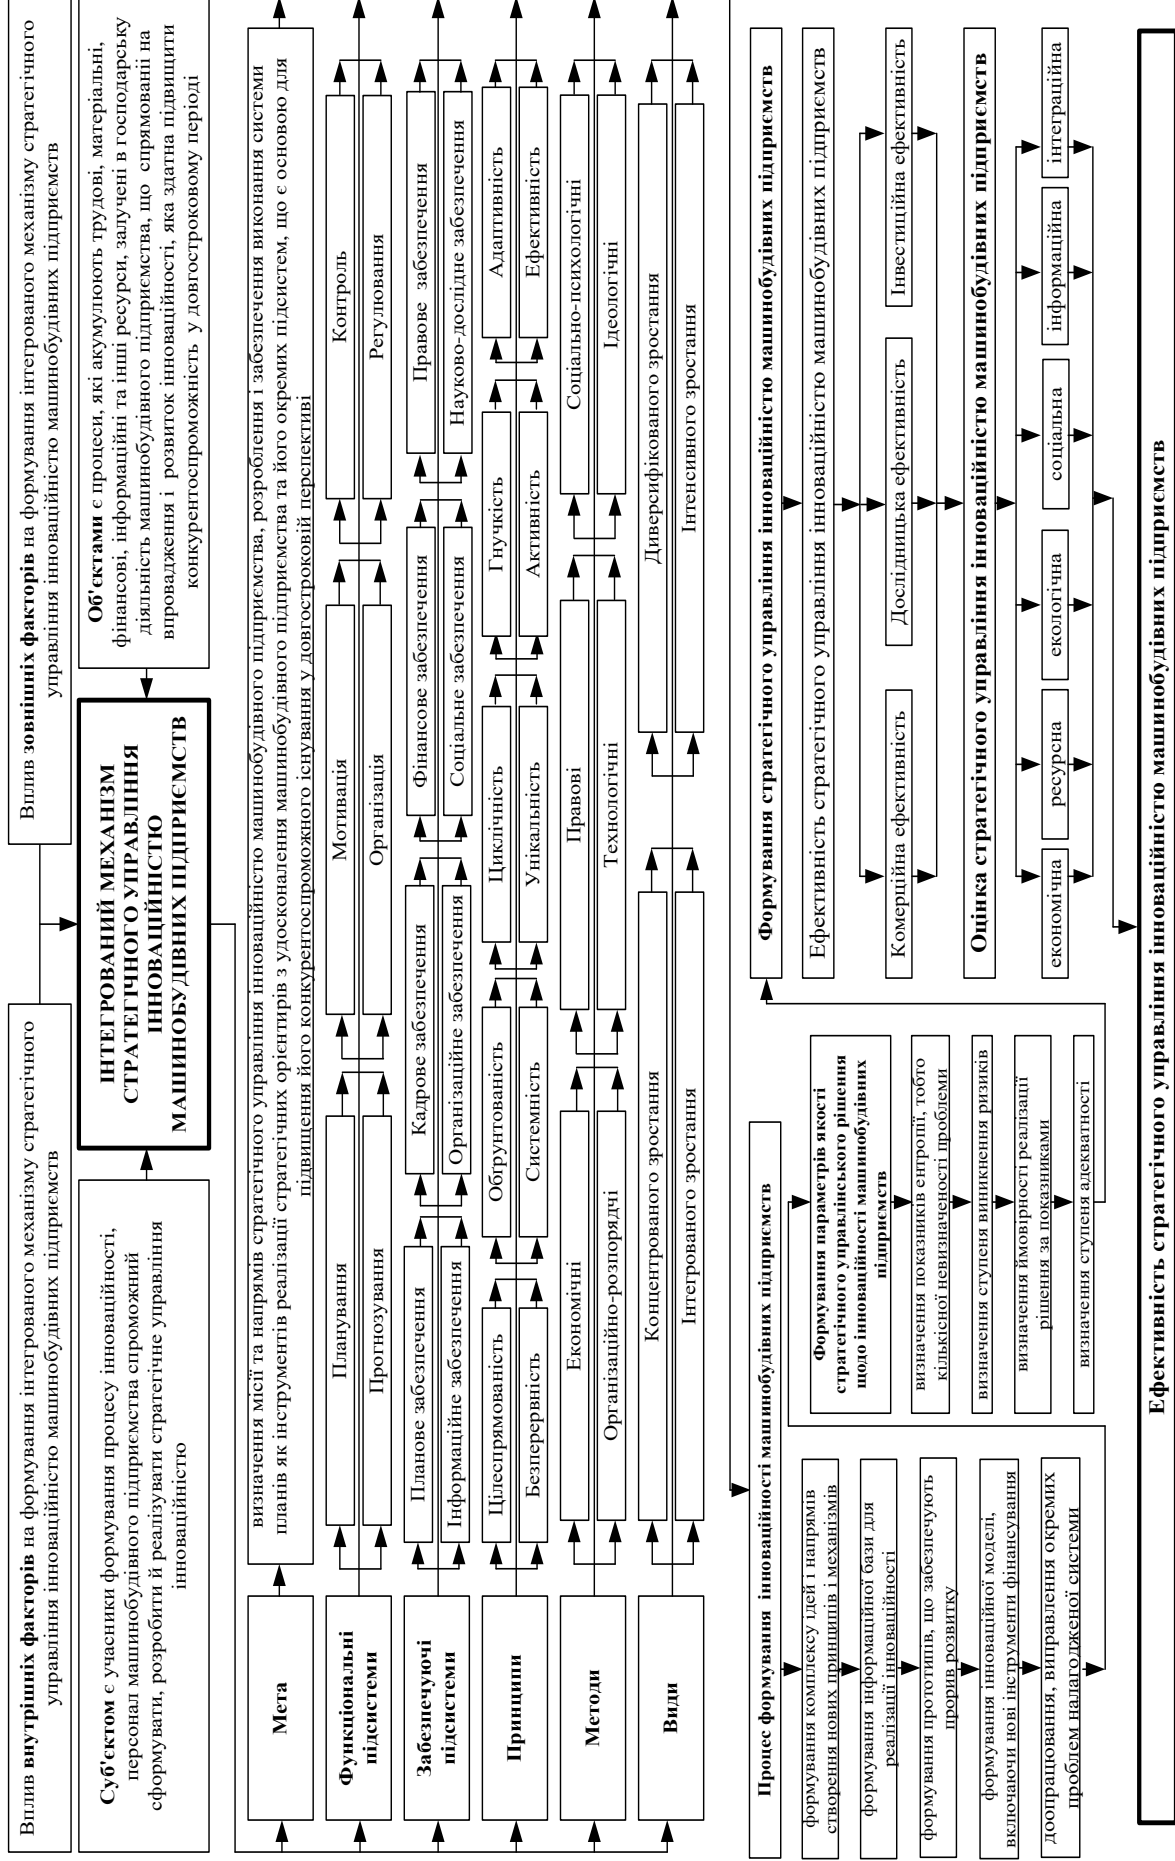 Вплив внутрішніх факторів на формування інтегрованого механізму стратегічного
управління інноваційністю машинобудівних підприємств
Вплив зовнішніх факторів на формування інтегрованого механізму стратегічного
управління інноваційністю машинобудівних підприємств
Суб'єктом є учасники формування процесу інноваційності,
персонал машинобудівного підприємства спроможний
сформувати, розробити й реалізувати стратегічне управління
інноваційністю
ІНТЕГРОВАНИЙ МЕХАНІЗМ
СТРАТЕГІЧНОГО УПРАВЛІННЯ
ІННОВАЦІЙНІСТЮ
МАШИНОБУДІВНИХ ПІДПРИЄМСТВ
Об'єктами є процеси, які акумулюють трудові, матеріальні,
фінансові, інформаційні та інші ресурси, залучені в господарську
діяльність машинобудівного підприємства, що спрямовані на
впровадження і розвиток інноваційності, яка здатна підвищити
конкурентоспроможність у довгостроковому періоді
Мета
визначення місії та напрямів стратегічного управління інноваційністю машинобудівного підприємства, розроблення і забезпечення виконання системи
планів як інструментів реалізації стратегічних орієнтирів з удосконалення машинобудівного підприємства та його окремих підсистем, що є основою для
підвищення його конкурентоспроможного існування у довгостроковій перспективі
Функціональні
підсистеми
Планування
Мотивація
Контроль
Прогнозування
Організація
Регулювання
Забезпечуючі
підсистеми
Планове забезпечення
Кадрове забезпечення
Фінансове забезпечення
Правове забезпечення
Інформаційне забезпечення
Організаційне забезпечення
Соціальне забезпечення
Науково-дослідне забезпечення
Принципи
Цілеспрямованість
Обґрунтованість
Циклічність
Гнучкість
Адаптивність
Безперервність
Системність
Унікальність
Активність
Ефективність
Методи
Економічні
Правові
Соціально-психологічні
Організаційно-розпорядчі
Технологічні
Ідеологічні
Види
Концентрованого зростання
Диверсифікованого зростання
Інтегрованого зростання
Інтенсивного зростання
Процес формування інноваційності машинобудівних підприємств
формування комплексу ідей і напрямів
створення нових принципів і механізмів
формування інформаційної бази для
реалізації інноваційності
формування прототипів, що забезпечують
прорив розвитку
формування інноваційної моделі,
включаючи нові інструменти фінансування
доопрацювання, виправлення окремих
проблем налагодженої системи
Формування параметрів якості
стратегічного управлінського рішення
щодо інноваційності машинобудівних
підприємств
визначення показників ентропії, тобто
кількісної невизначеності проблеми
визначення ступеня виникнення ризиків
визначення ймовірності реалізації
рішення за показниками
визначення ступеня адекватності
Формування стратегічного управління інноваційністю машинобудівних підприємств
Ефективність стратегічного управління інноваційністю машинобудівних підприємств
Комерційна ефективність
Дослідницька ефективність
Інвестиційна ефективність
Оцінка стратегічного управління інноваційністю машинобудівних підприємств
економічна
ресурсна
екологічна
соціальна
інформаційна
інтеграційна
Ефективність стратегічного управління інноваційністю машинобудівних підприємств